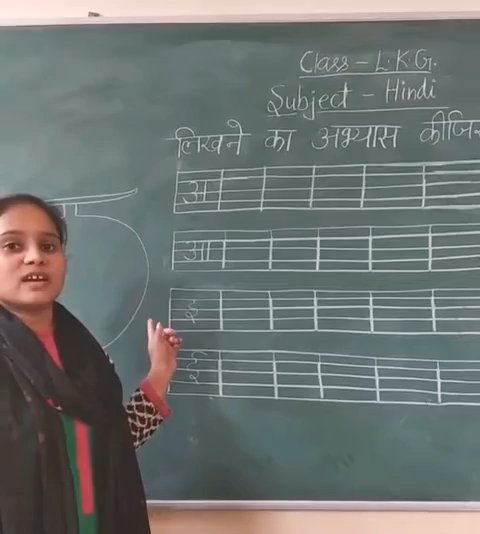 Class - L.K.G.
Subject - Hindi
लिखने का अभ्यास
अ
आ
इ
ई